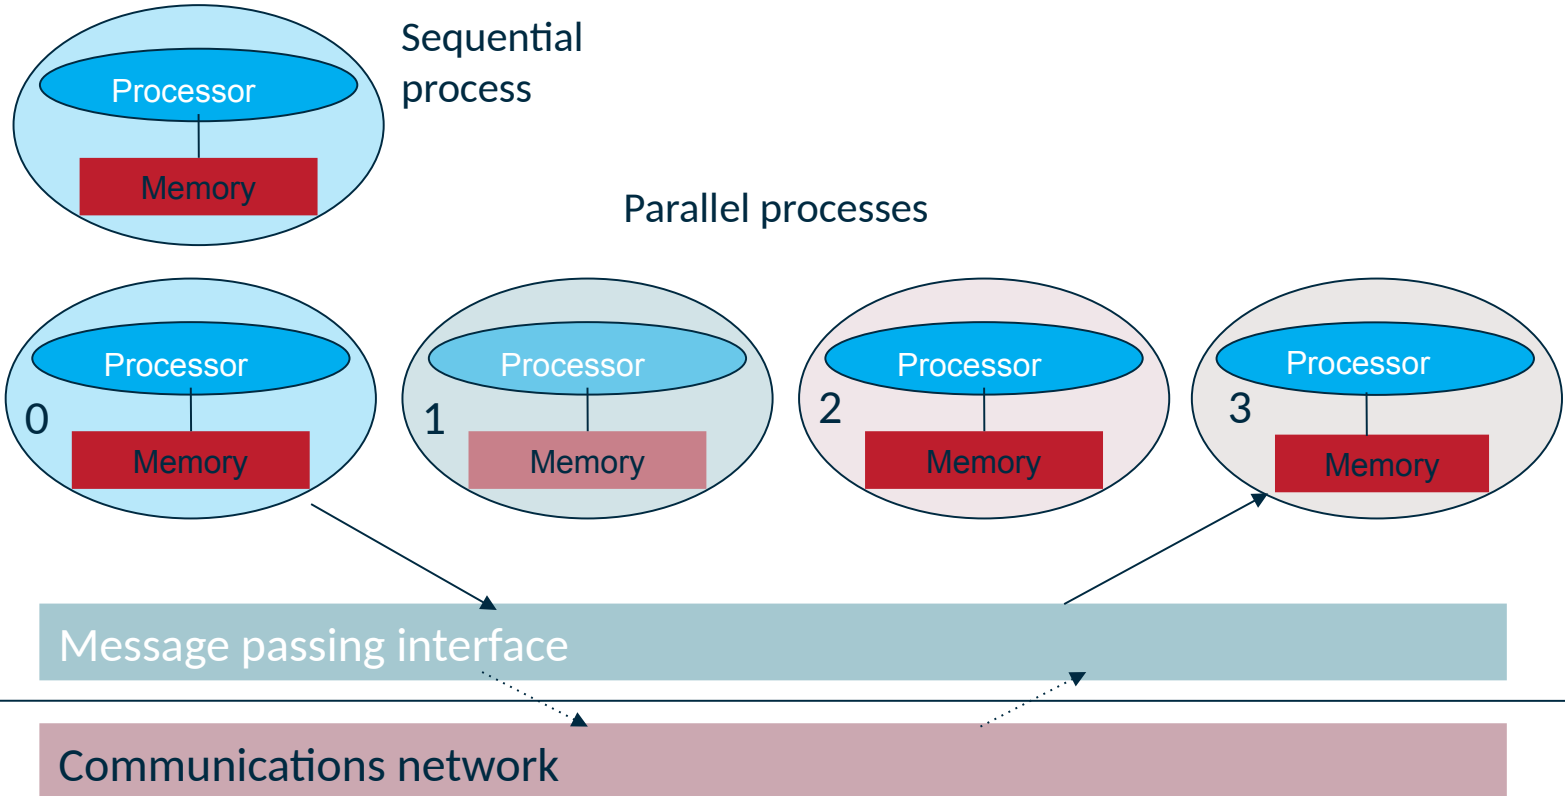 Sequential
process
Processor
Memory
Parallel processes
Processor
0
Memory
Processor
1
Memory
Processor
2
Memory
Processor
3
Memory
Message passing interface
Communications network